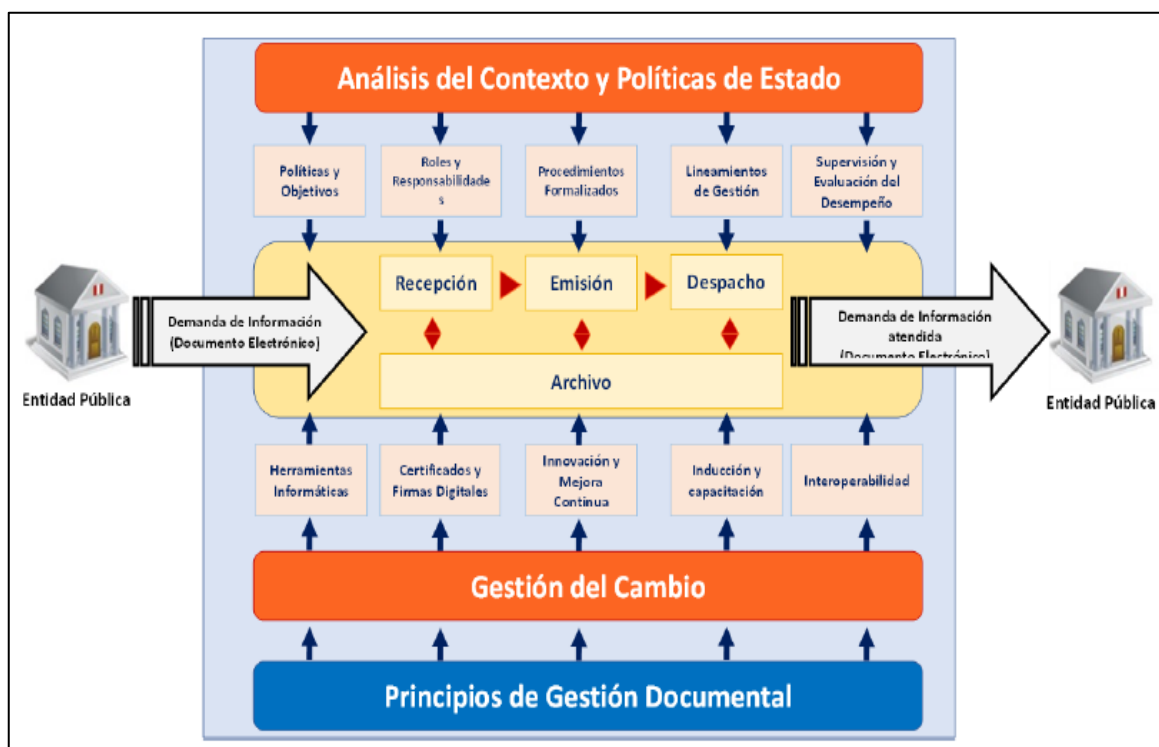 Análisis del Contexto y Políticas de Estado
Políticas y
Objetivos
Roles y
Responsabilidade
s
Procedimientos
Formalizados
Lineamientos
de Gestión
Supervisión y
Evaluación del
Desempeño
Recepción
Emisión
Despacho
Demanda de Información
(Documento Electrónico)
Demanda de Información
atendida
(Documento Electrónico)
Archivo
Entidad Pública
Entidad Pública
Herramientas
Informáticas
Certificados y
Firmas Digitales
Innovación y
Mejora
Continua
Inducción y
capacitación
Interoperabilidad
Gestión del Cambio
Principios de Gestión Documental